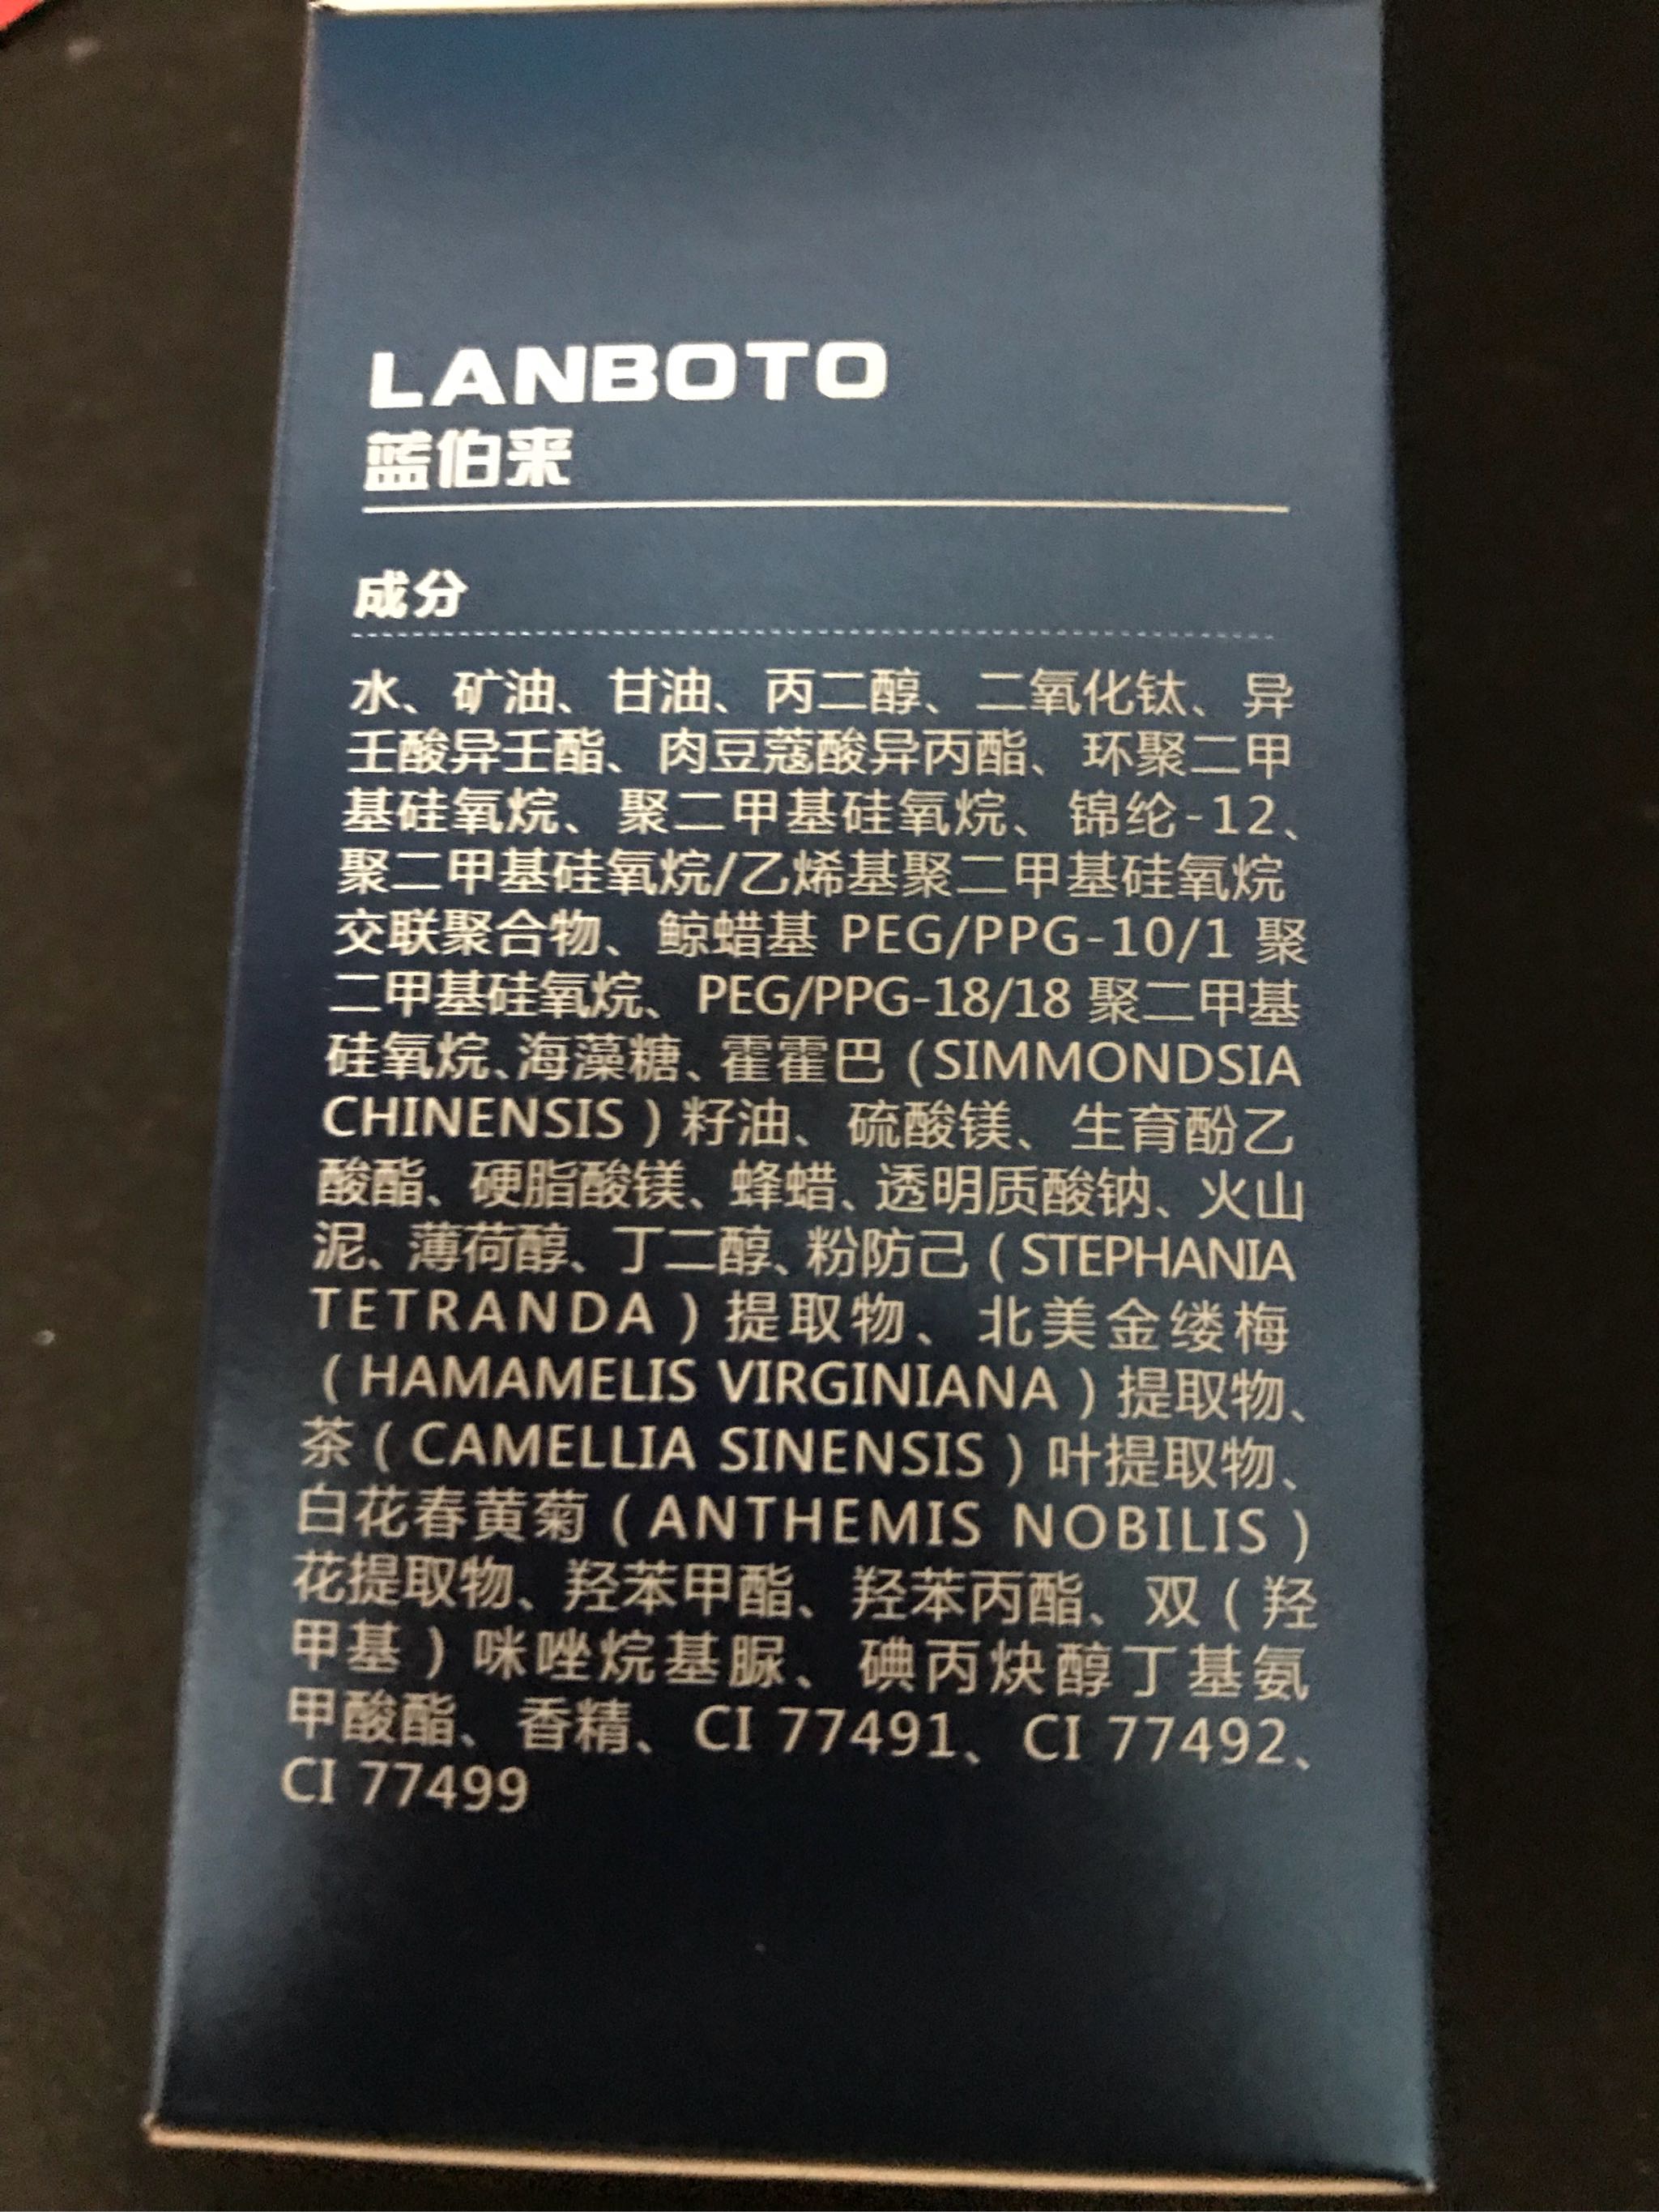 LANBOTO
蓝伯来
成分
水、矿油、甘油、丙二醇、二氧化钛、异
壬酸异壬酯、肉豆蔻酸异丙酯、环聚二甲
基硅氧烷、聚二甲基硅氧烷、锦纶-12、
聚二甲基硅氧烷/乙烯基聚二甲基硅氧烷
交联聚合物、鲸蜡基 PEG/PPG-10/1 聚
二甲基硅氧烷、PEG/PPG-18/18 聚二甲基
硅氧烷、海藻糖、霍霍巴（SIMMONDSIA
CHINENSIS）籽油、硫酸镁、生育酚乙
酸酯、硬脂酸镁、蜂蜡、透明质酸钠、火山
泥、薄荷醇、丁二醇、粉防己（STEPHANIA
TETRANDA）提取物、北美金缕梅
（HAMAMELIS VIRGINIANA）提取物、
茶（CAMELLIA SINENSIS）叶提取物、
白花春黄菊（ANTHEMIS NOBILIS）
花提取物、羟苯甲酯、羟苯丙酯、双（羟
甲基）咪唑烷基脲、碘丙炔醇丁基氨
甲酸酯、香精、CI 77491、CI 77492、
CI 77499